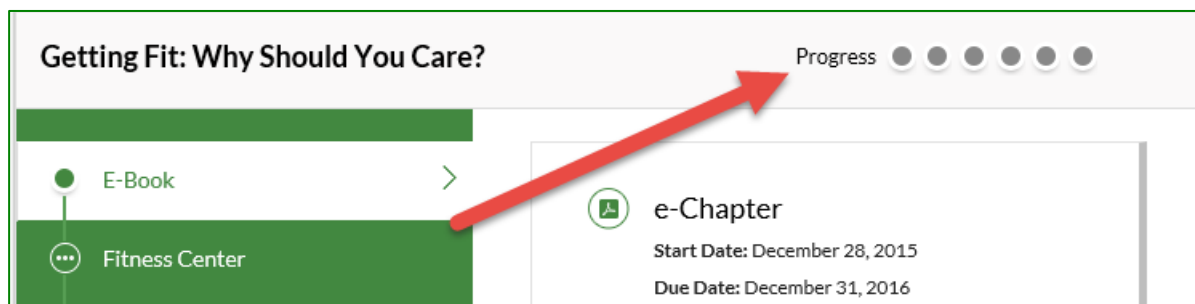 Getting Fit: Why Should You Care?
Progress
E-Book
Fitness Center
e-Chapter
Start Date: December 28, 2015
Due Date: December 31, 2016